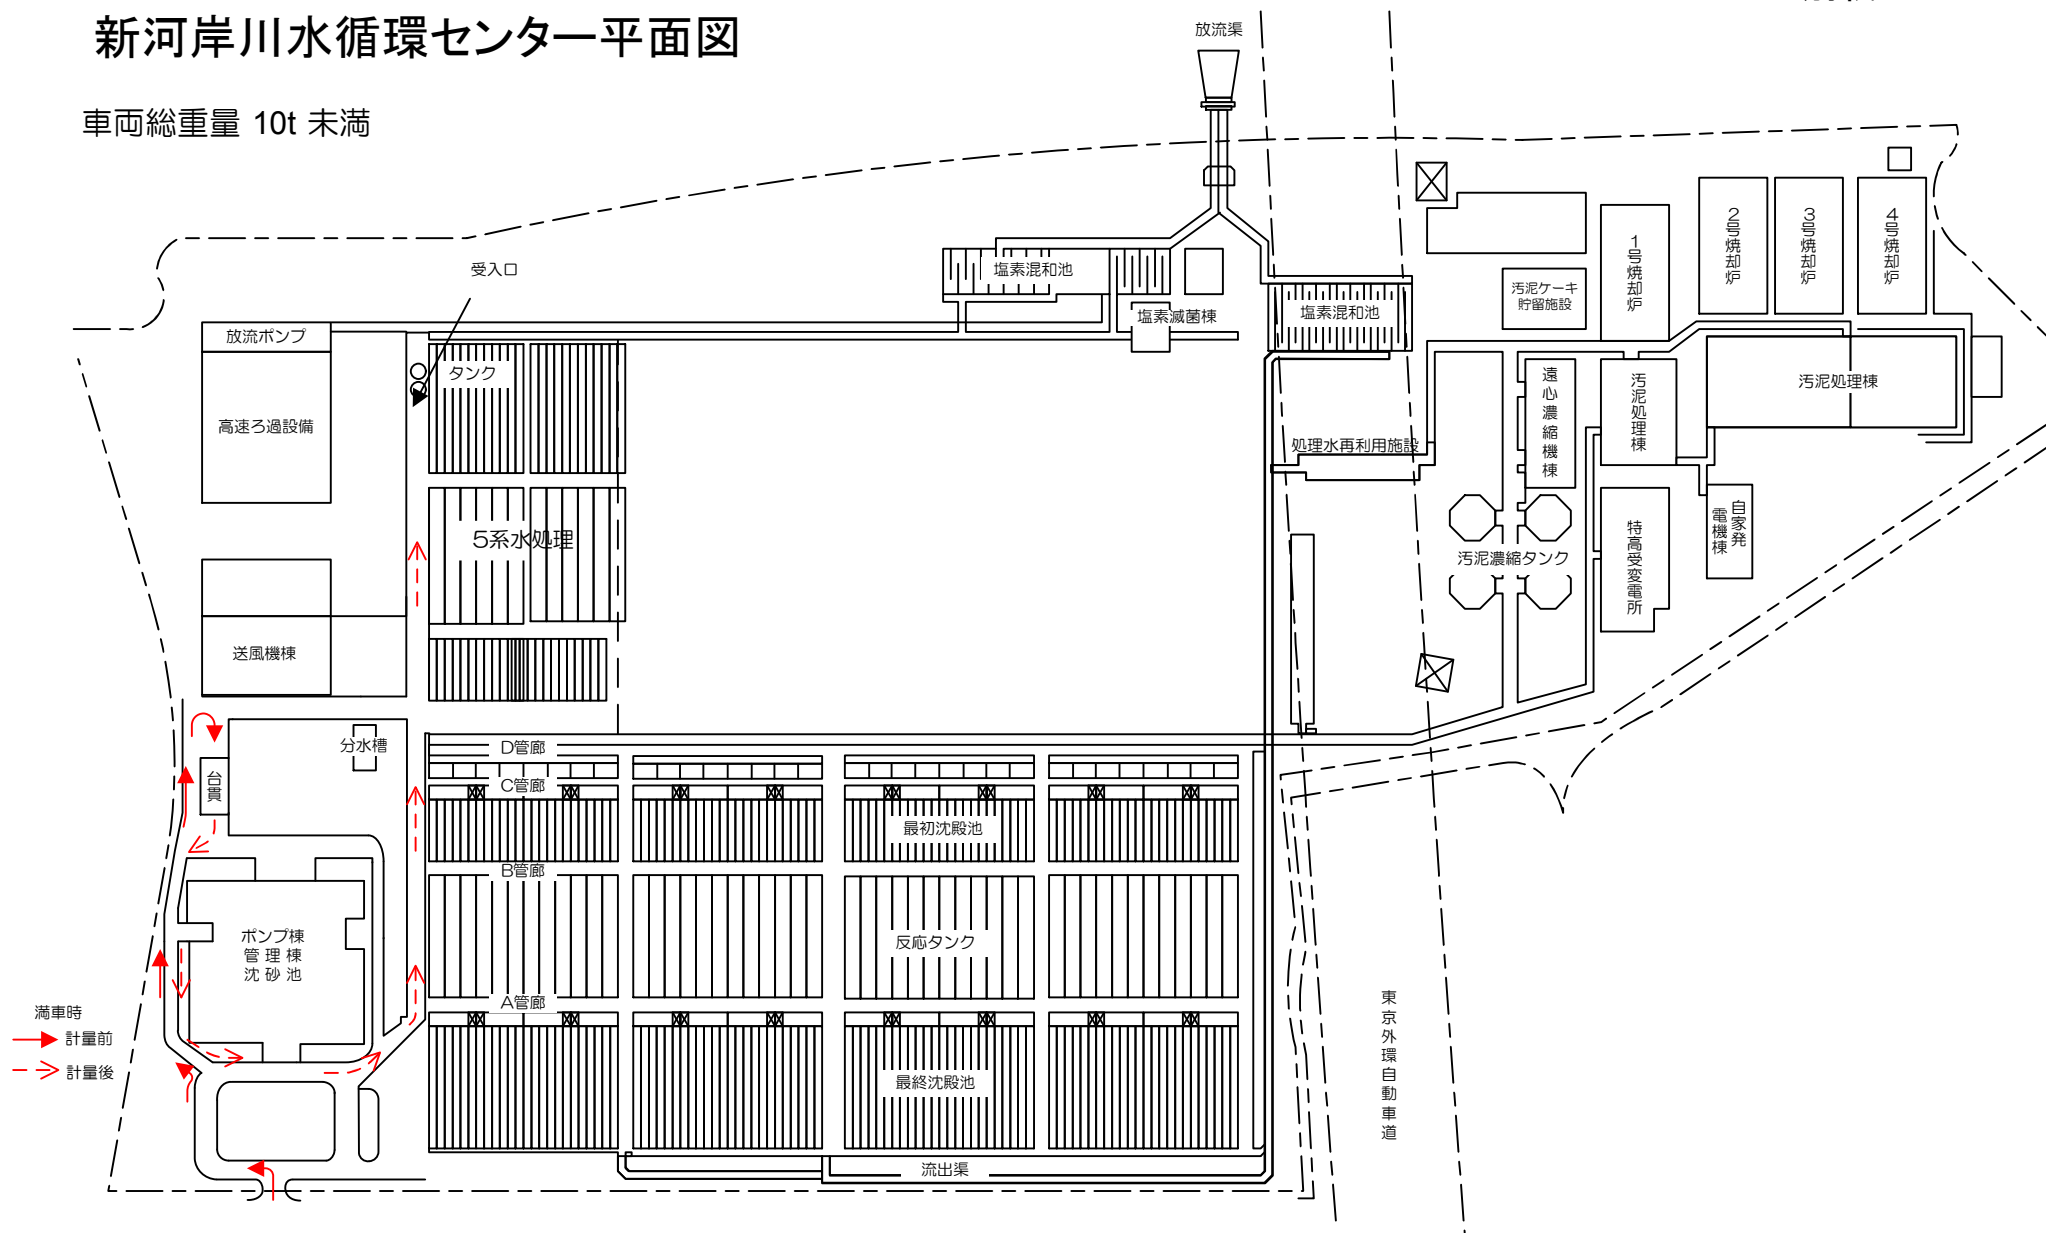 新河岸川水循環センター平面図
車両総重量 10t 未満
放流渠
受入口
塩素混和池
塩素滅菌棟
塩素混和池
汚泥ケーキ
貯留施設
1号焼却炉
2号焼却炉
3号焼却炉
4号焼却炉
放流ポンプ
タンク
高速ろ過設備
処理水再利用施設
遠心濃縮機棟
汚泥処理棟
汚泥処理棟
5系水処理
汚泥濃縮タンク
特高受変電所
自家発
電機棟
送風機棟
分水槽
台貫
D管廊
C管廊
最初沈殿池
B管廊
ポンプ棟
管理棟
沈砂池
反応タンク
A管廊
最終沈殿池
流出渠
東京外環自動車道
満車時
計量前
計量後